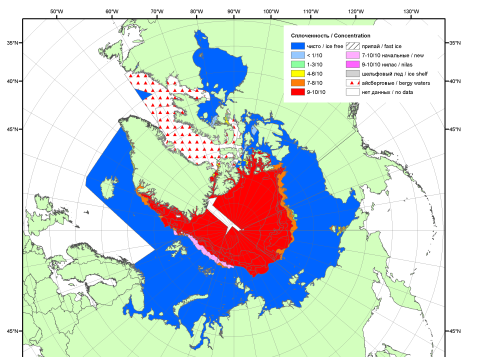 50°W 60°W 70°W 80°W 90°W 100°W 110°W 120°W 130°W
35°N
40°N
45°N
45°N
35°N
40°N
45°N
45°N
Сплоченность / Concentration
чисто / ice free
< 1/10
1-3/10
4-6/10
7-8/10
9-10/10
припай / fast ice
7-10/10 начальные / new
9-10/10 нилас / nilas
шельфовый лед / ice shelf
айсберговые / bergy waters
нет данных / no data